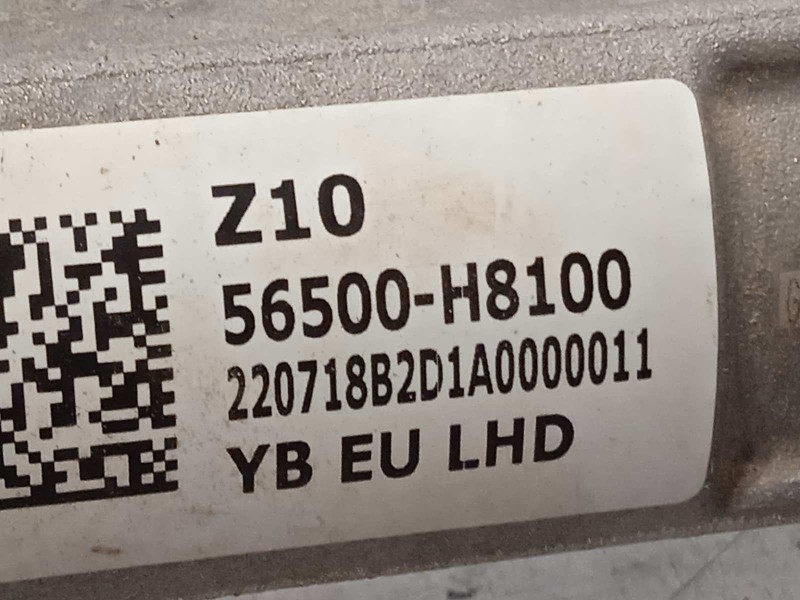 Z10
56500-H8100
220718B2D1A0000011
YB EU LHD